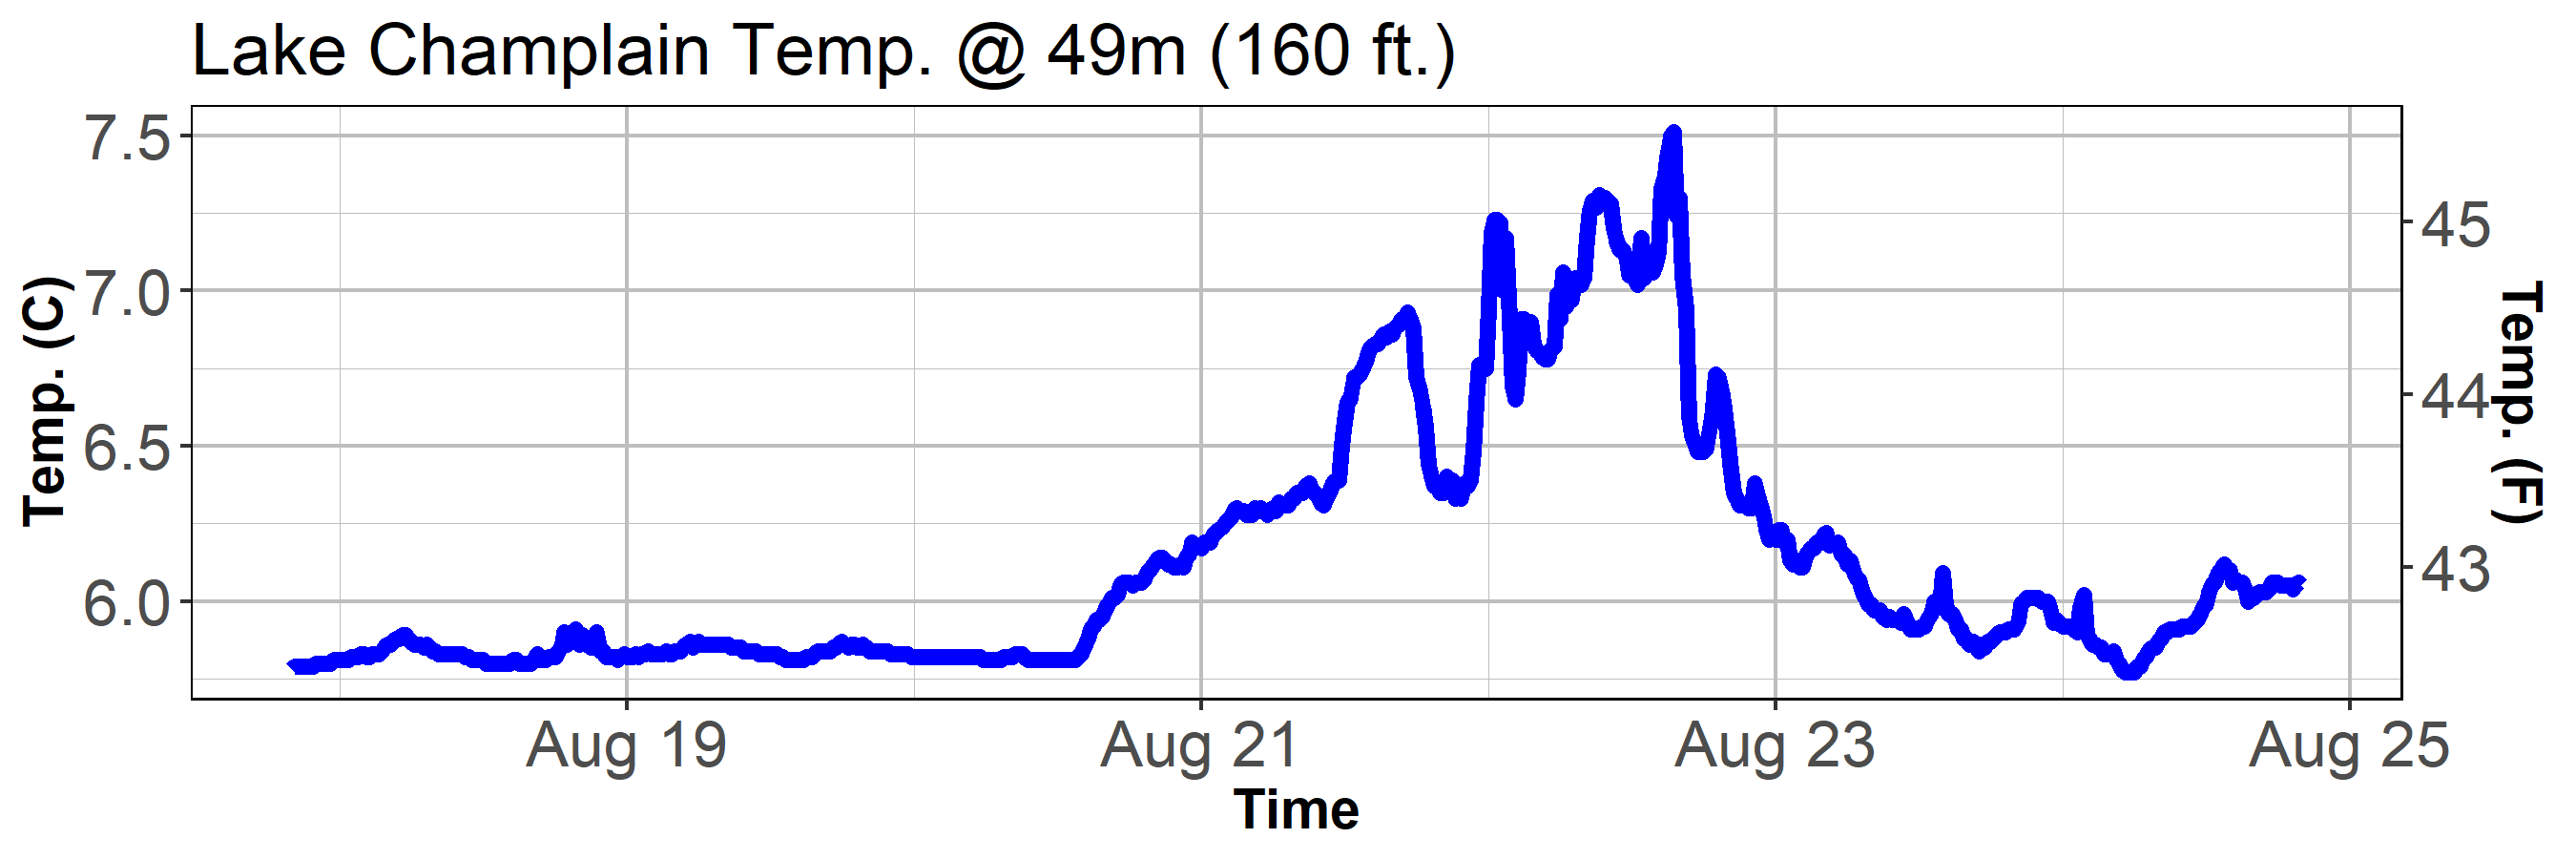 Lake Champlain Temp. @ 49m (160 ft.)
7.5
7.0
6.5
6.0
Temp. (C)
45
44
43
Temp. (F)
Aug 19
Aug 21
Aug 23
Aug 25
Time